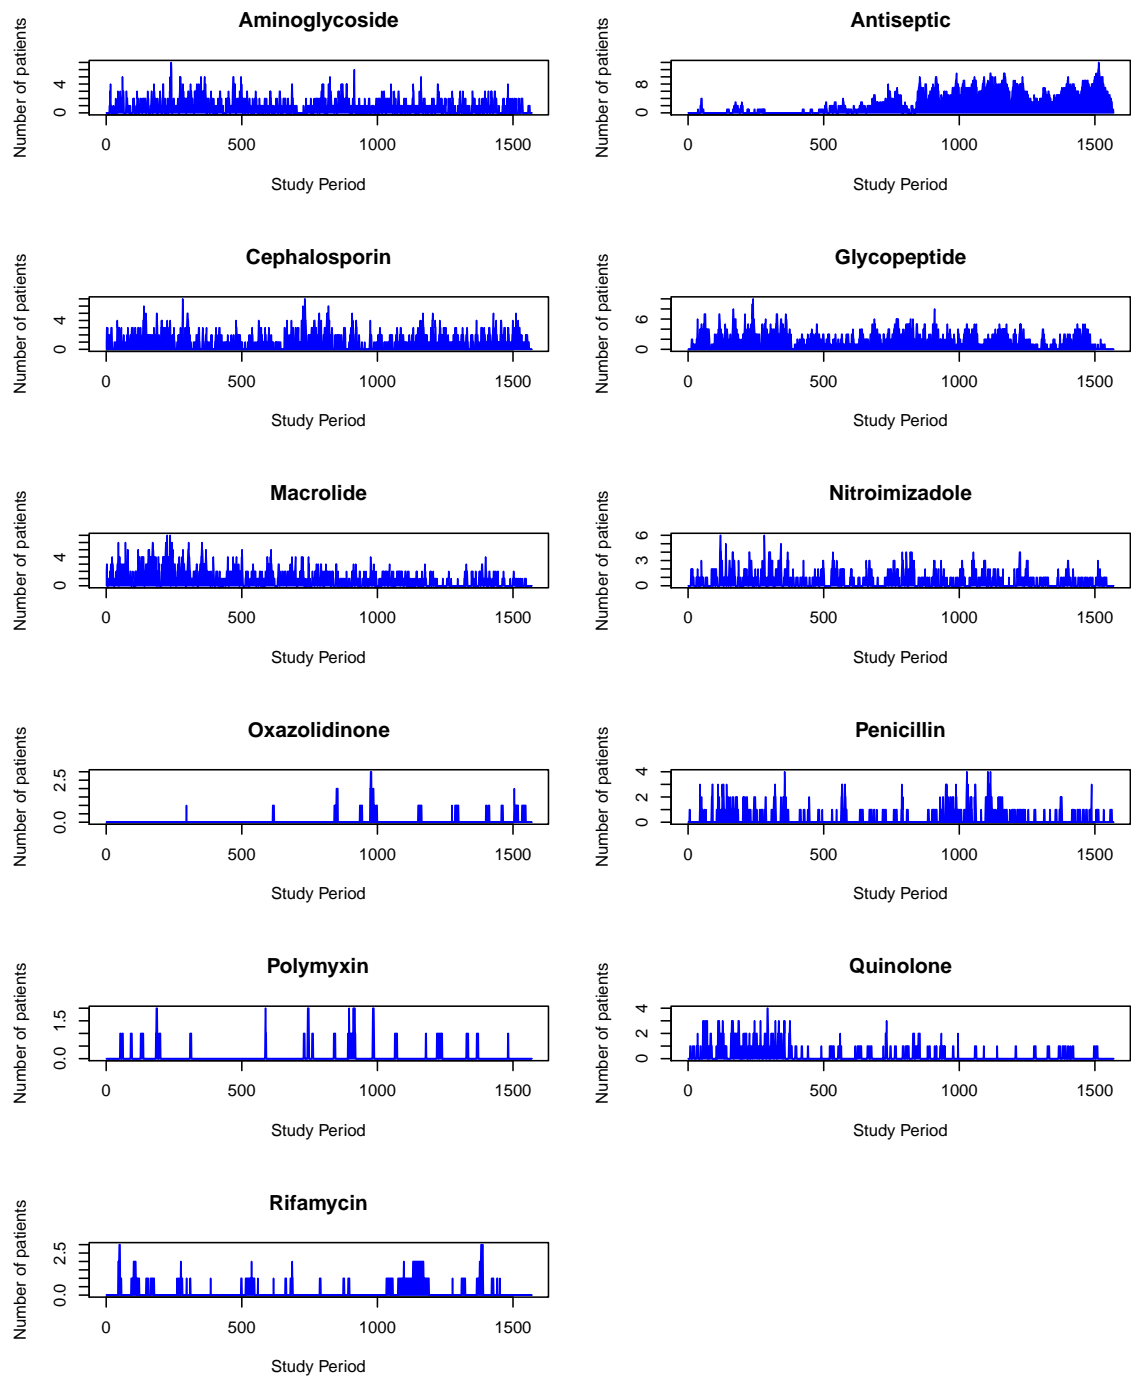 Aminoglycoside
Number of patients
0 4
0 500 1000 1500
Study Period
Antiseptic
Number of patients
0 8
0 500 1000 1500
Study Period
Cephalosporin
Number of patients
0 4
0 500 1000 1500
Study Period
Glycopeptide
Number of patients
0 6
0 500 1000 1500
Study Period
Macrolide
Number of patients
0 4
0 500 1000 1500
Study Period
Nitroimizadole
Number of patients
0 3 6
0 500 1000 1500
Study Period
Oxazolidinone
Number of patients
0.0 2.5
0 500 1000 1500
Study Period
Penicillin
Number of patients
0 2 4
0 500 1000 1500
Study Period
Polymyxin
Number of patients
0.0 1.5
0 500 1000 1500
Study Period
Quinolone
Number of patients
0 2 4
0 500 1000 1500
Study Period
Rifamycin
Number of patients
0.0 2.5
0 500 1000 1500
Study Period